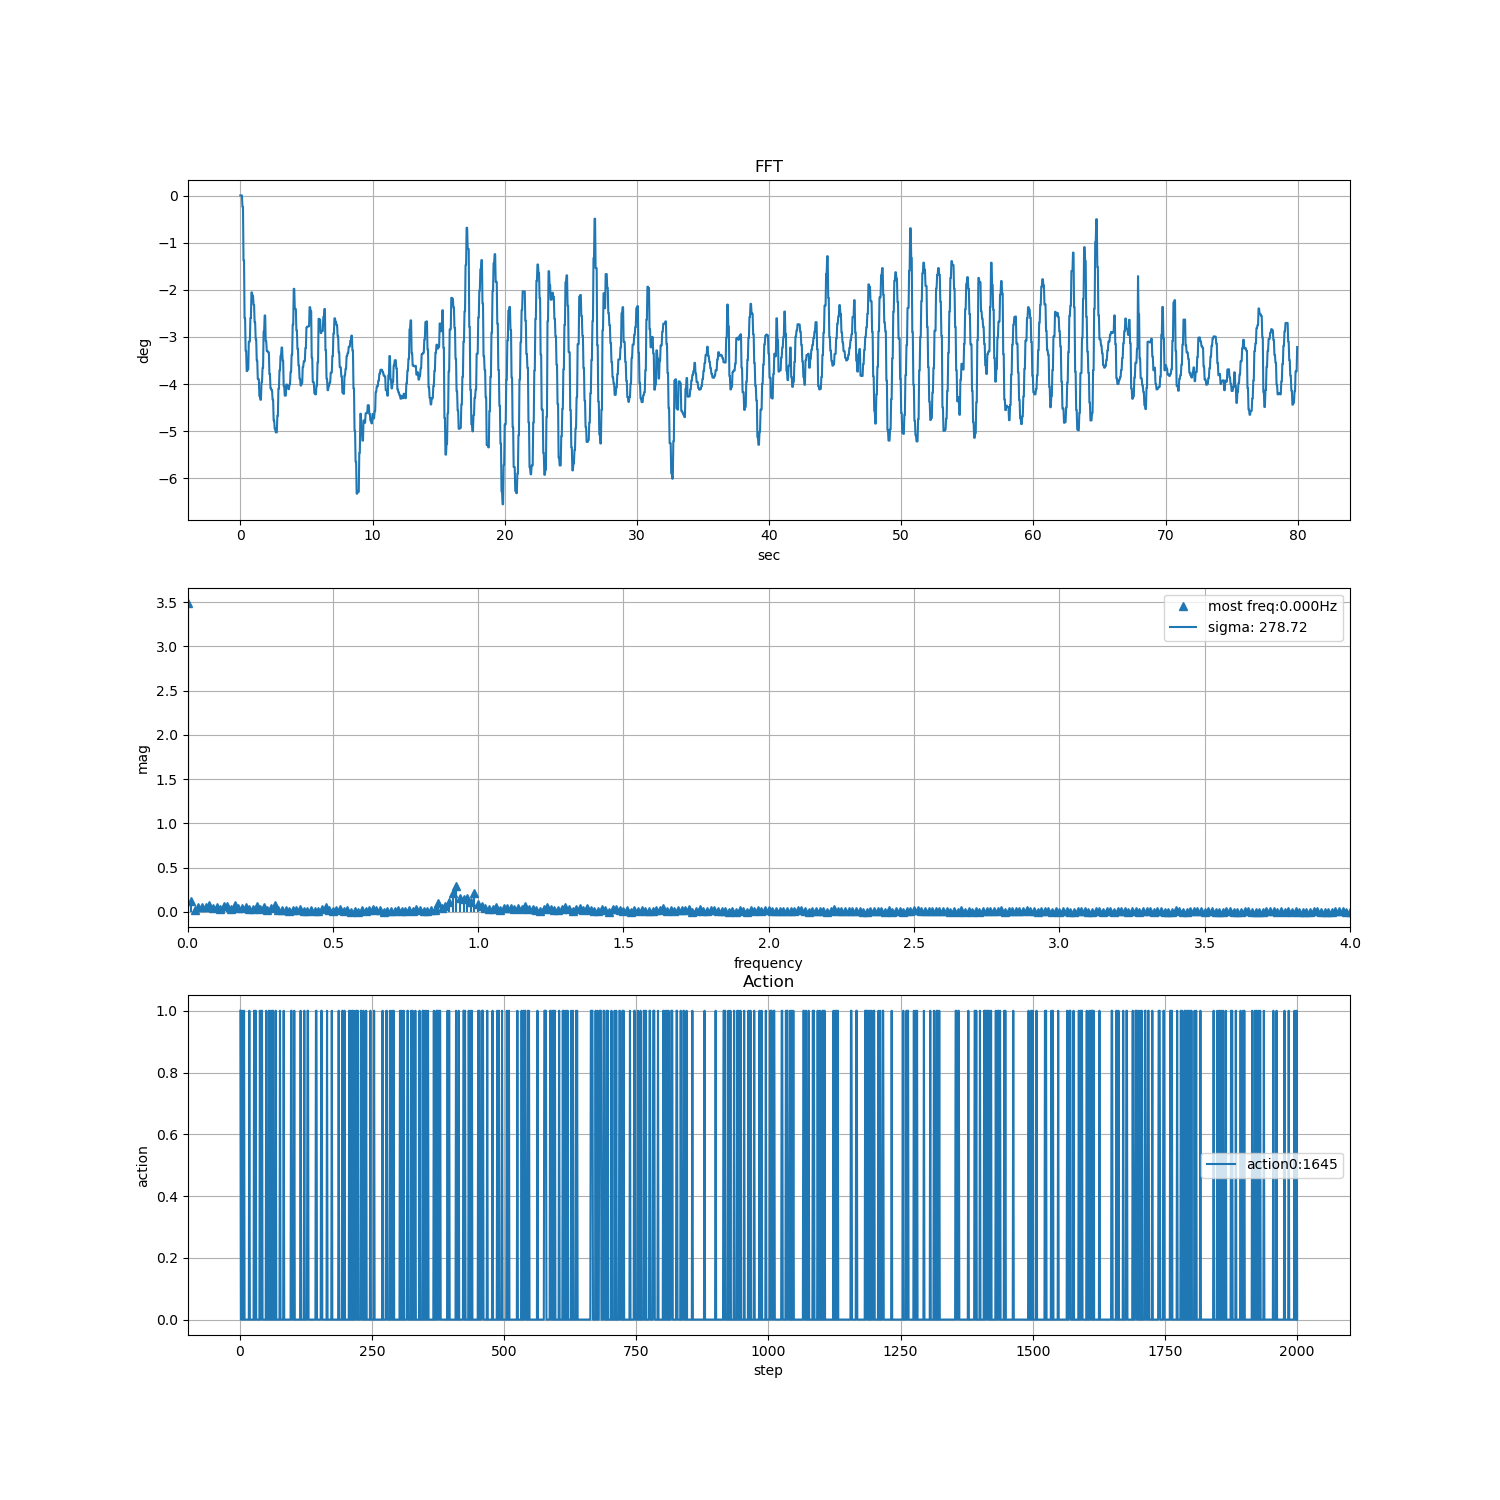 FFT
0
−1
−2
−3
−4
−5
−6
deg
0 10 20 30 40 50 60 70 80
sec
3.5
3.0
2.5
2.0
1.5
1.0
0.5
0.0
mag
most freq:0.000Hz
sigma: 278.72
0.0 0.5 1.0 1.5 2.0 2.5 3.0 3.5 4.0
frequency
Action
1.0
0.8
0.6
0.4
0.2
0.0
action
action0:1645
0 250 500 750 1000 1250 1500 1750 2000
step